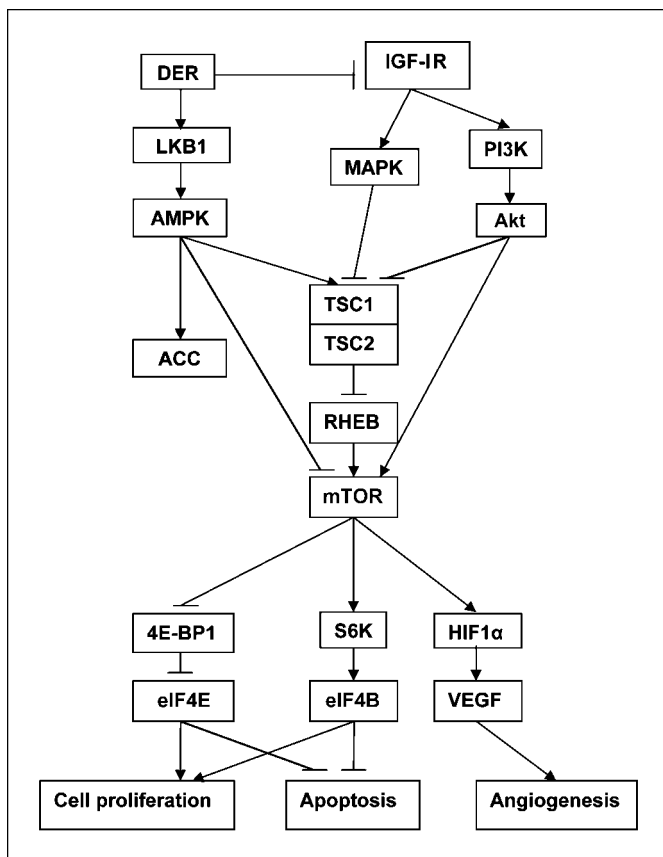 DER
IGF-IR
LKB1
MAPK
PI3K
AMPK
Akt
TSC1
TSC2
ACC
RHEB
mTOR
4E-BP1
S6K
HIF1α
eIF4E
eIF4B
VEGF
Cell proliferation
Apoptosis
Angiogenesis